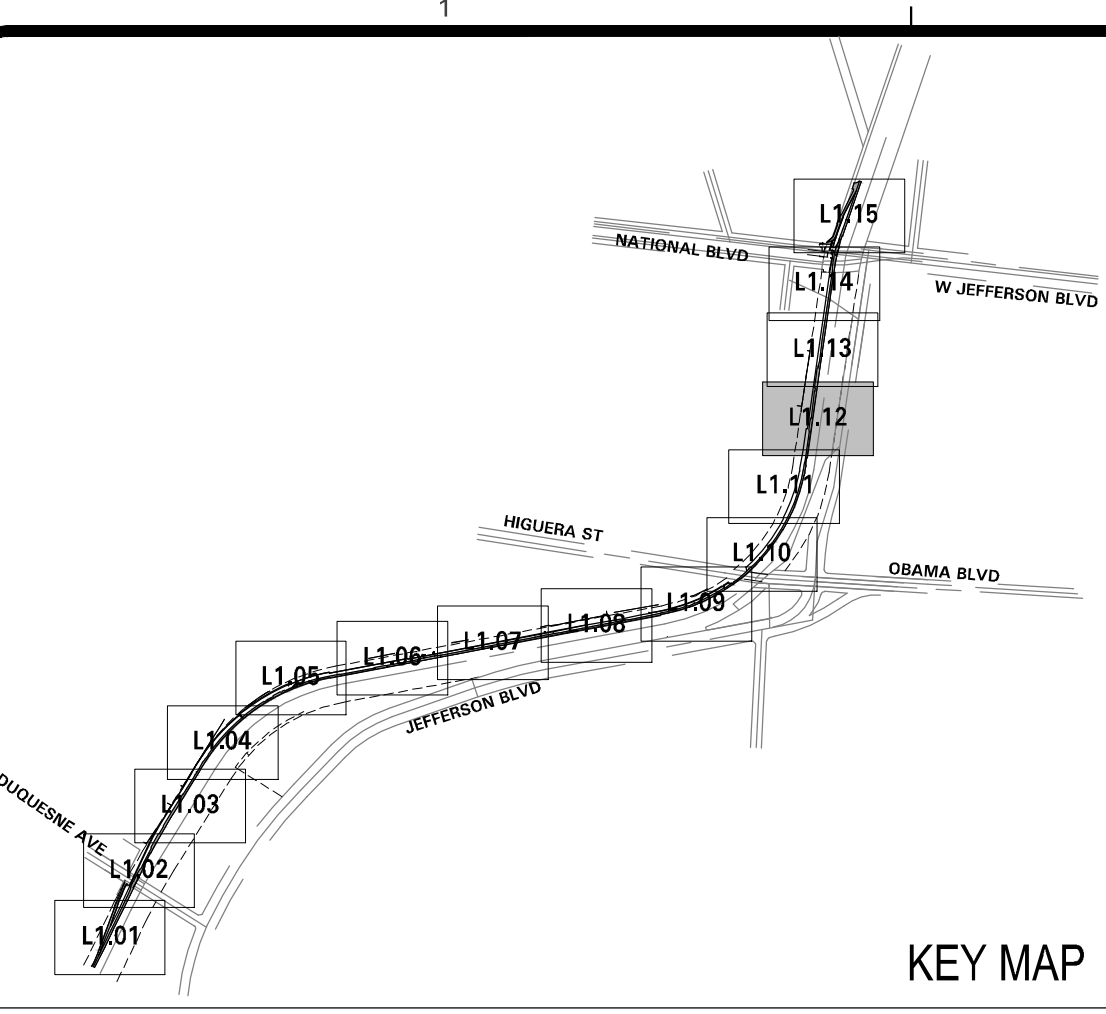 1
L1.15
NATIONAL BLVD
W JEFFERSON BLVD
L1.14
L1.13
L1.12
L1.11
HIGUERA ST
L1.10
OBAMA BLVD
L1.09
L1.08
L1.07
L1.06
L1.05
JEFFERSON BLVD
L1.04
L1.03
DUQUESNE AVE
L1.02
L1.01
KEY MAP